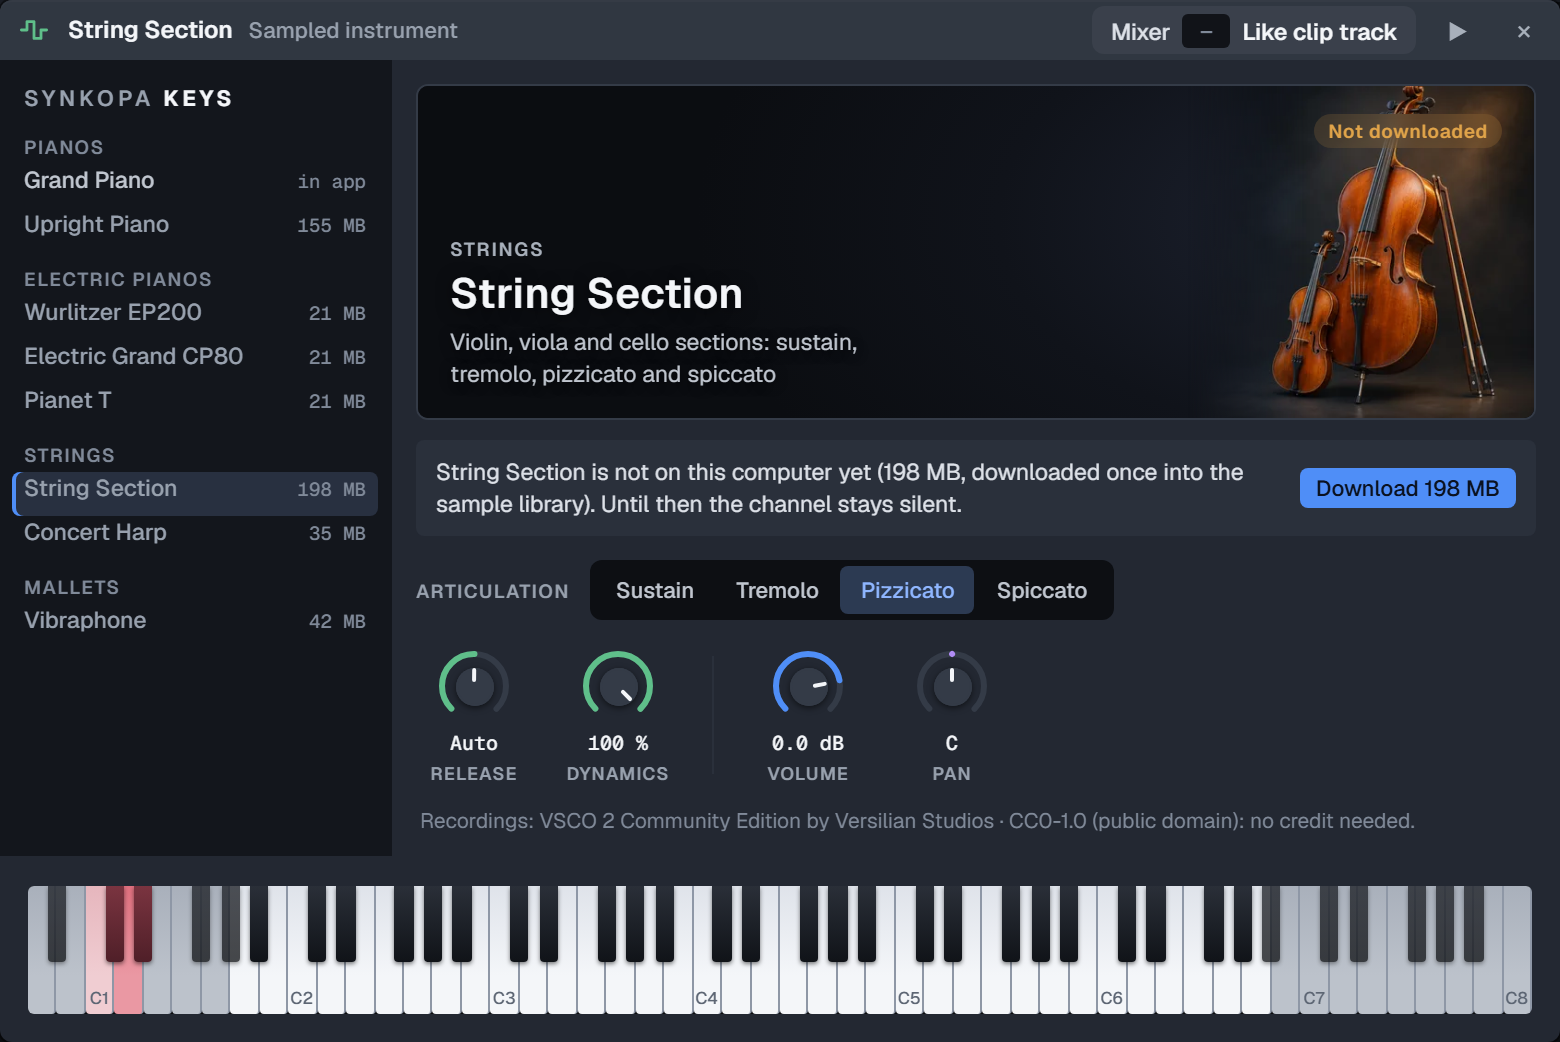 String Section Sampled instrument Mixer – Like clip track
SYNKOPA KEYS
PIANOS
Grand Piano in app
Upright Piano 155 MB
ELECTRIC PIANOS
Wurlitzer EP200 21 MB
Electric Grand CP80 21 MB
Pianet T 21 MB
STRINGS
String Section 198 MB
Concert Harp 35 MB
MALLETS
Vibraphone 42 MB
Not downloaded
STRINGS
String Section
Violin, viola and cello sections: sustain,
tremolo, pizzicato and spiccato
String Section is not on this computer yet (198 MB, downloaded once into the
sample library). Until then the channel stays silent.
Download 198 MB
ARTICULATION Sustain Tremolo Pizzicato Spiccato
Auto 100 % 0.0 dB C
RELEASE DYNAMICS VOLUME PAN
Recordings: VSCO 2 Community Edition by Versilian Studios · CC0-1.0 (public domain): no credit needed.
C1 C2 C3 C4 C5 C6 C7 C8